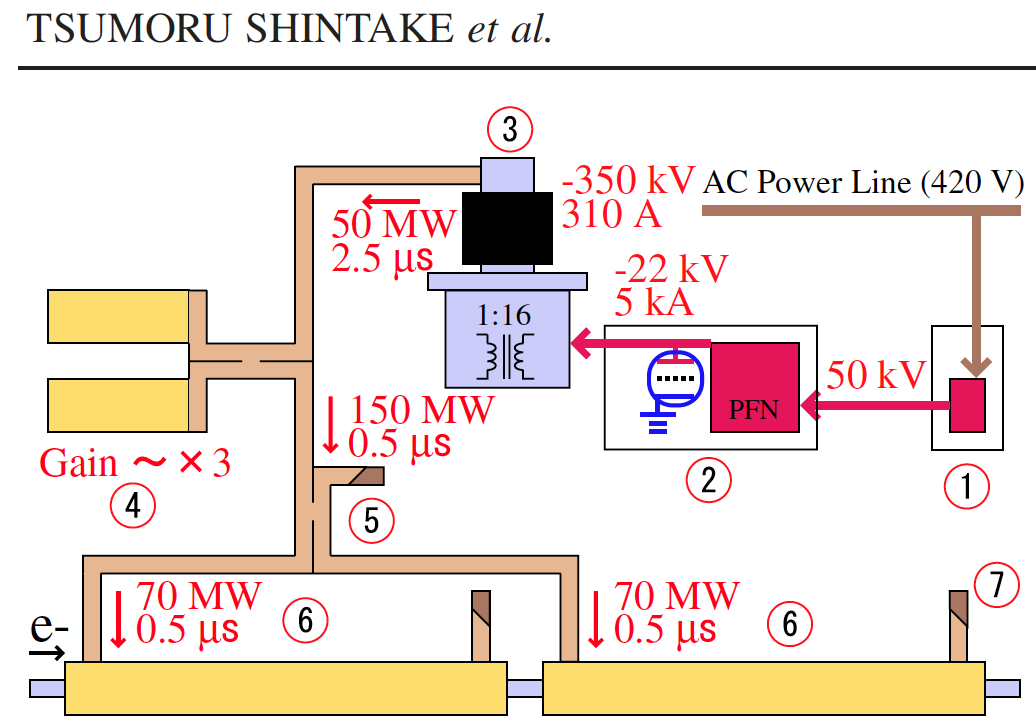 TSUMORU SHINTAKE et al.
③
-350 kV
310 A
AC Power Line (420 V)
50 MW
2.5 μs
-22 kV
5 kA
1:16
50 kV
PFN
150 MW
0.5 μs
Gain ~ × 3
②
①
④
⑤
70 MW
0.5 μs
⑥
70 MW
0.5 μs
⑥
⑦
e-